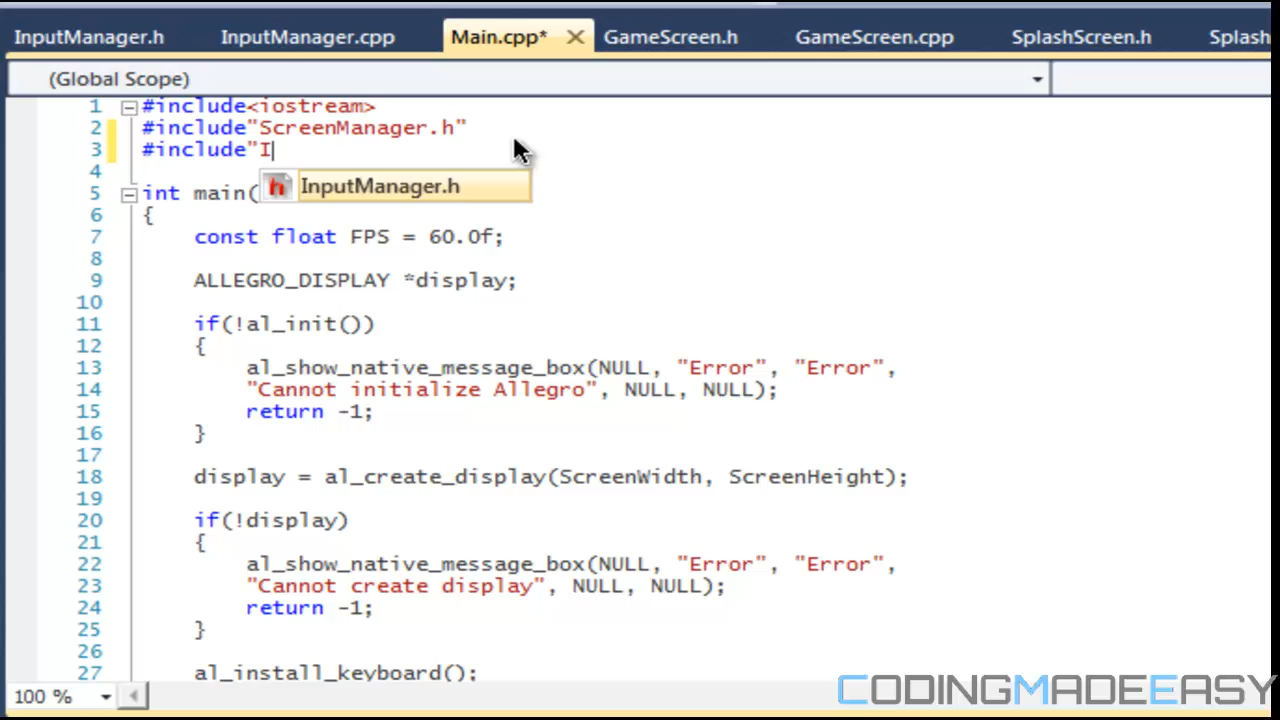 InputManager.h InputManager.cpp Main.cpp* GameScreen.h GameScreen.cpp SplashScreen.h Splash
(Global Scope)
1 #include<iostream>
2 #include"ScreenManager.h"
3 #include"I
4
InputManager.h
5 int main(
6 {
7 const float FPS = 60.0f;
8
9 ALLEGRO_DISPLAY *display;
10
11 if(!al_init())
12 {
13 al_show_native_message_box(NULL, "Error", "Error",
14 "Cannot initialize Allegro", NULL, NULL);
15 return -1;
16 }
17
18 display = al_create_display(ScreenWidth, ScreenHeight);
19
20 if(!display)
21 {
22 al_show_native_message_box(NULL, "Error", "Error",
23 "Cannot create display", NULL, NULL);
24 return -1;
25 }
26
27 al_install_keyboard();
100 %
CODINGMADEEASY